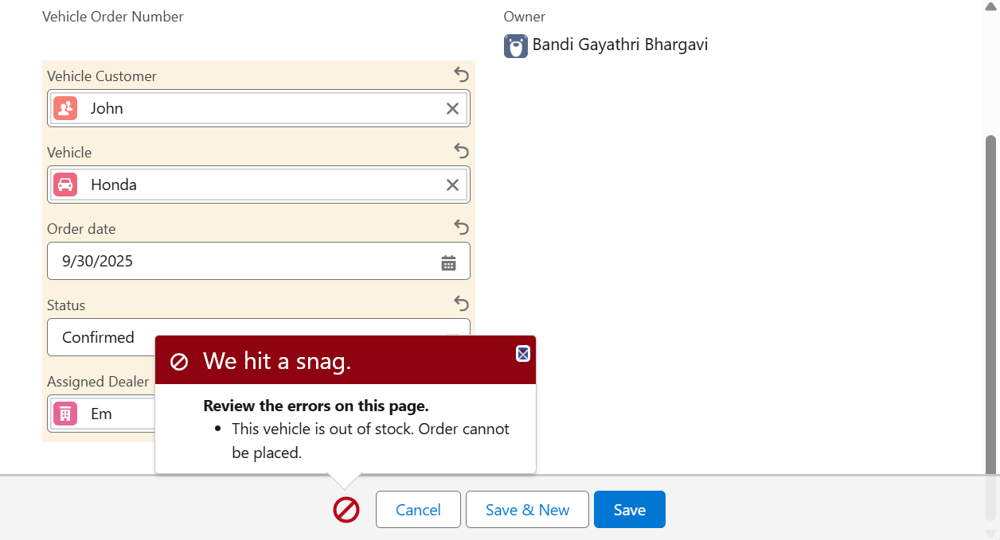 Vehicle Order Number
Owner
Bandi Gayathri Bhargavi
Vehicle Customer
John
Vehicle
Honda
Order date
9/30/2025
Status
Confirmed
Assigned Dealer
Em
We hit a snag.
Review the errors on this page.
• This vehicle is out of stock. Order cannot
be placed.
Cancel
Save & New
Save